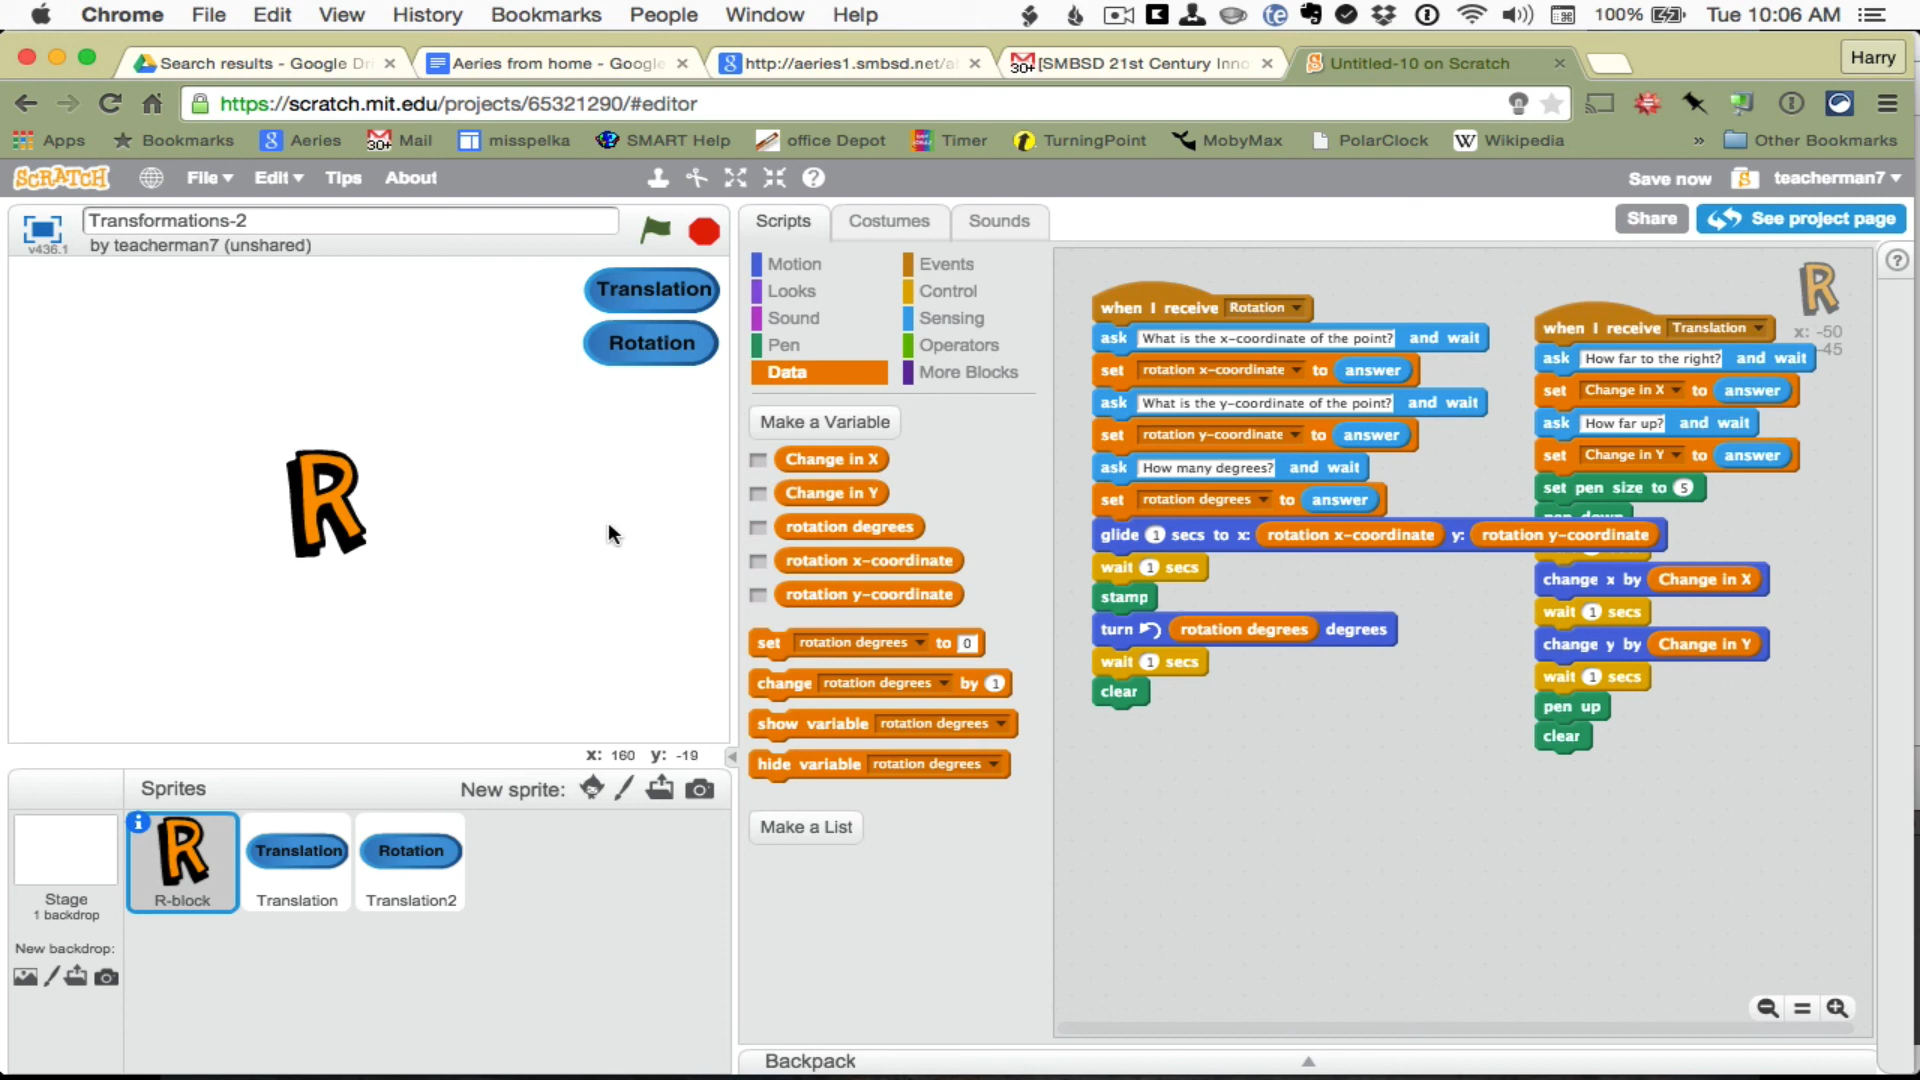 Chrome File Edit View History Bookmarks People Window Help 100% Tue 10:06 AM
Search results - Google Dri Aeries from home - Google http://aeries1.smbsd.net/a [SMBSD 21st Century Inno Untitled-10 on Scratch Harry
https://scratch.mit.edu/projects/65321290/#editor
Apps Bookmarks Aeries 30+ Mail misspelka SMART Help office Depot Timer TurningPoint MobyMax PolarClock W Wikipedia » Other Bookmarks
SCRATCH File Edit Tips About Save now teacherman7
Transformations-2
by teacherman7 (unshared)
v436.1
Scripts Costumes Sounds
Share See project page
Translation
Rotation
R
x: 160 y: -19
Motion Events
Looks Control
Sound Sensing
Pen Operators
Data More Blocks
Make a Variable
Change in X
Change in Y
rotation degrees
rotation x-coordinate
rotation y-coordinate
set rotation degrees to 0
change rotation degrees by 1
show variable rotation degrees
hide variable rotation degrees
Make a List
when I receive Rotation
ask What is the x-coordinate of the point? and wait
set rotation x-coordinate to answer
ask What is the y-coordinate of the point? and wait
set rotation y-coordinate to answer
ask How many degrees? and wait
set rotation degrees to answer
glide 1 secs to x: rotation x-coordinate y: rotation y-coordinate
wait 1 secs
stamp
turn rotation degrees degrees
wait 1 secs
clear
R
x: -50
-45
when I receive Translation
ask How far to the right? and wait
set Change in X to answer
ask How far up? and wait
set Change in Y to answer
set pen size to 5
pen down
change x by Change in X
wait 1 secs
change y by Change in Y
wait 1 secs
pen up
clear
Sprites New sprite:
R Translation Rotation
R-block Translation Translation2
Stage
1 backdrop
New backdrop:
Backpack